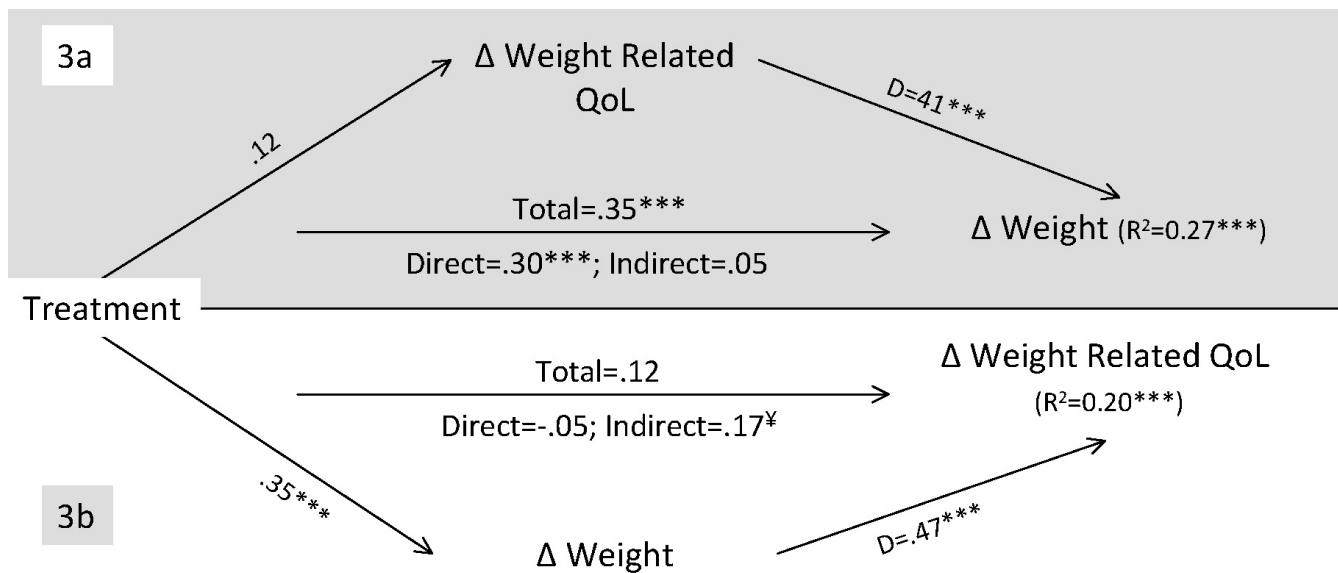 3a
Δ Weight Related
QoL
.12
D=41***
Total=.35***
Δ Weight (R²=0.27***)
Direct=.30***; Indirect=.05
Treatment
Total=.12
Δ Weight Related QoL
(R²=0.20***)
Direct=-.05; Indirect=.17¥
.35***
3b
Δ Weight
D=.47***